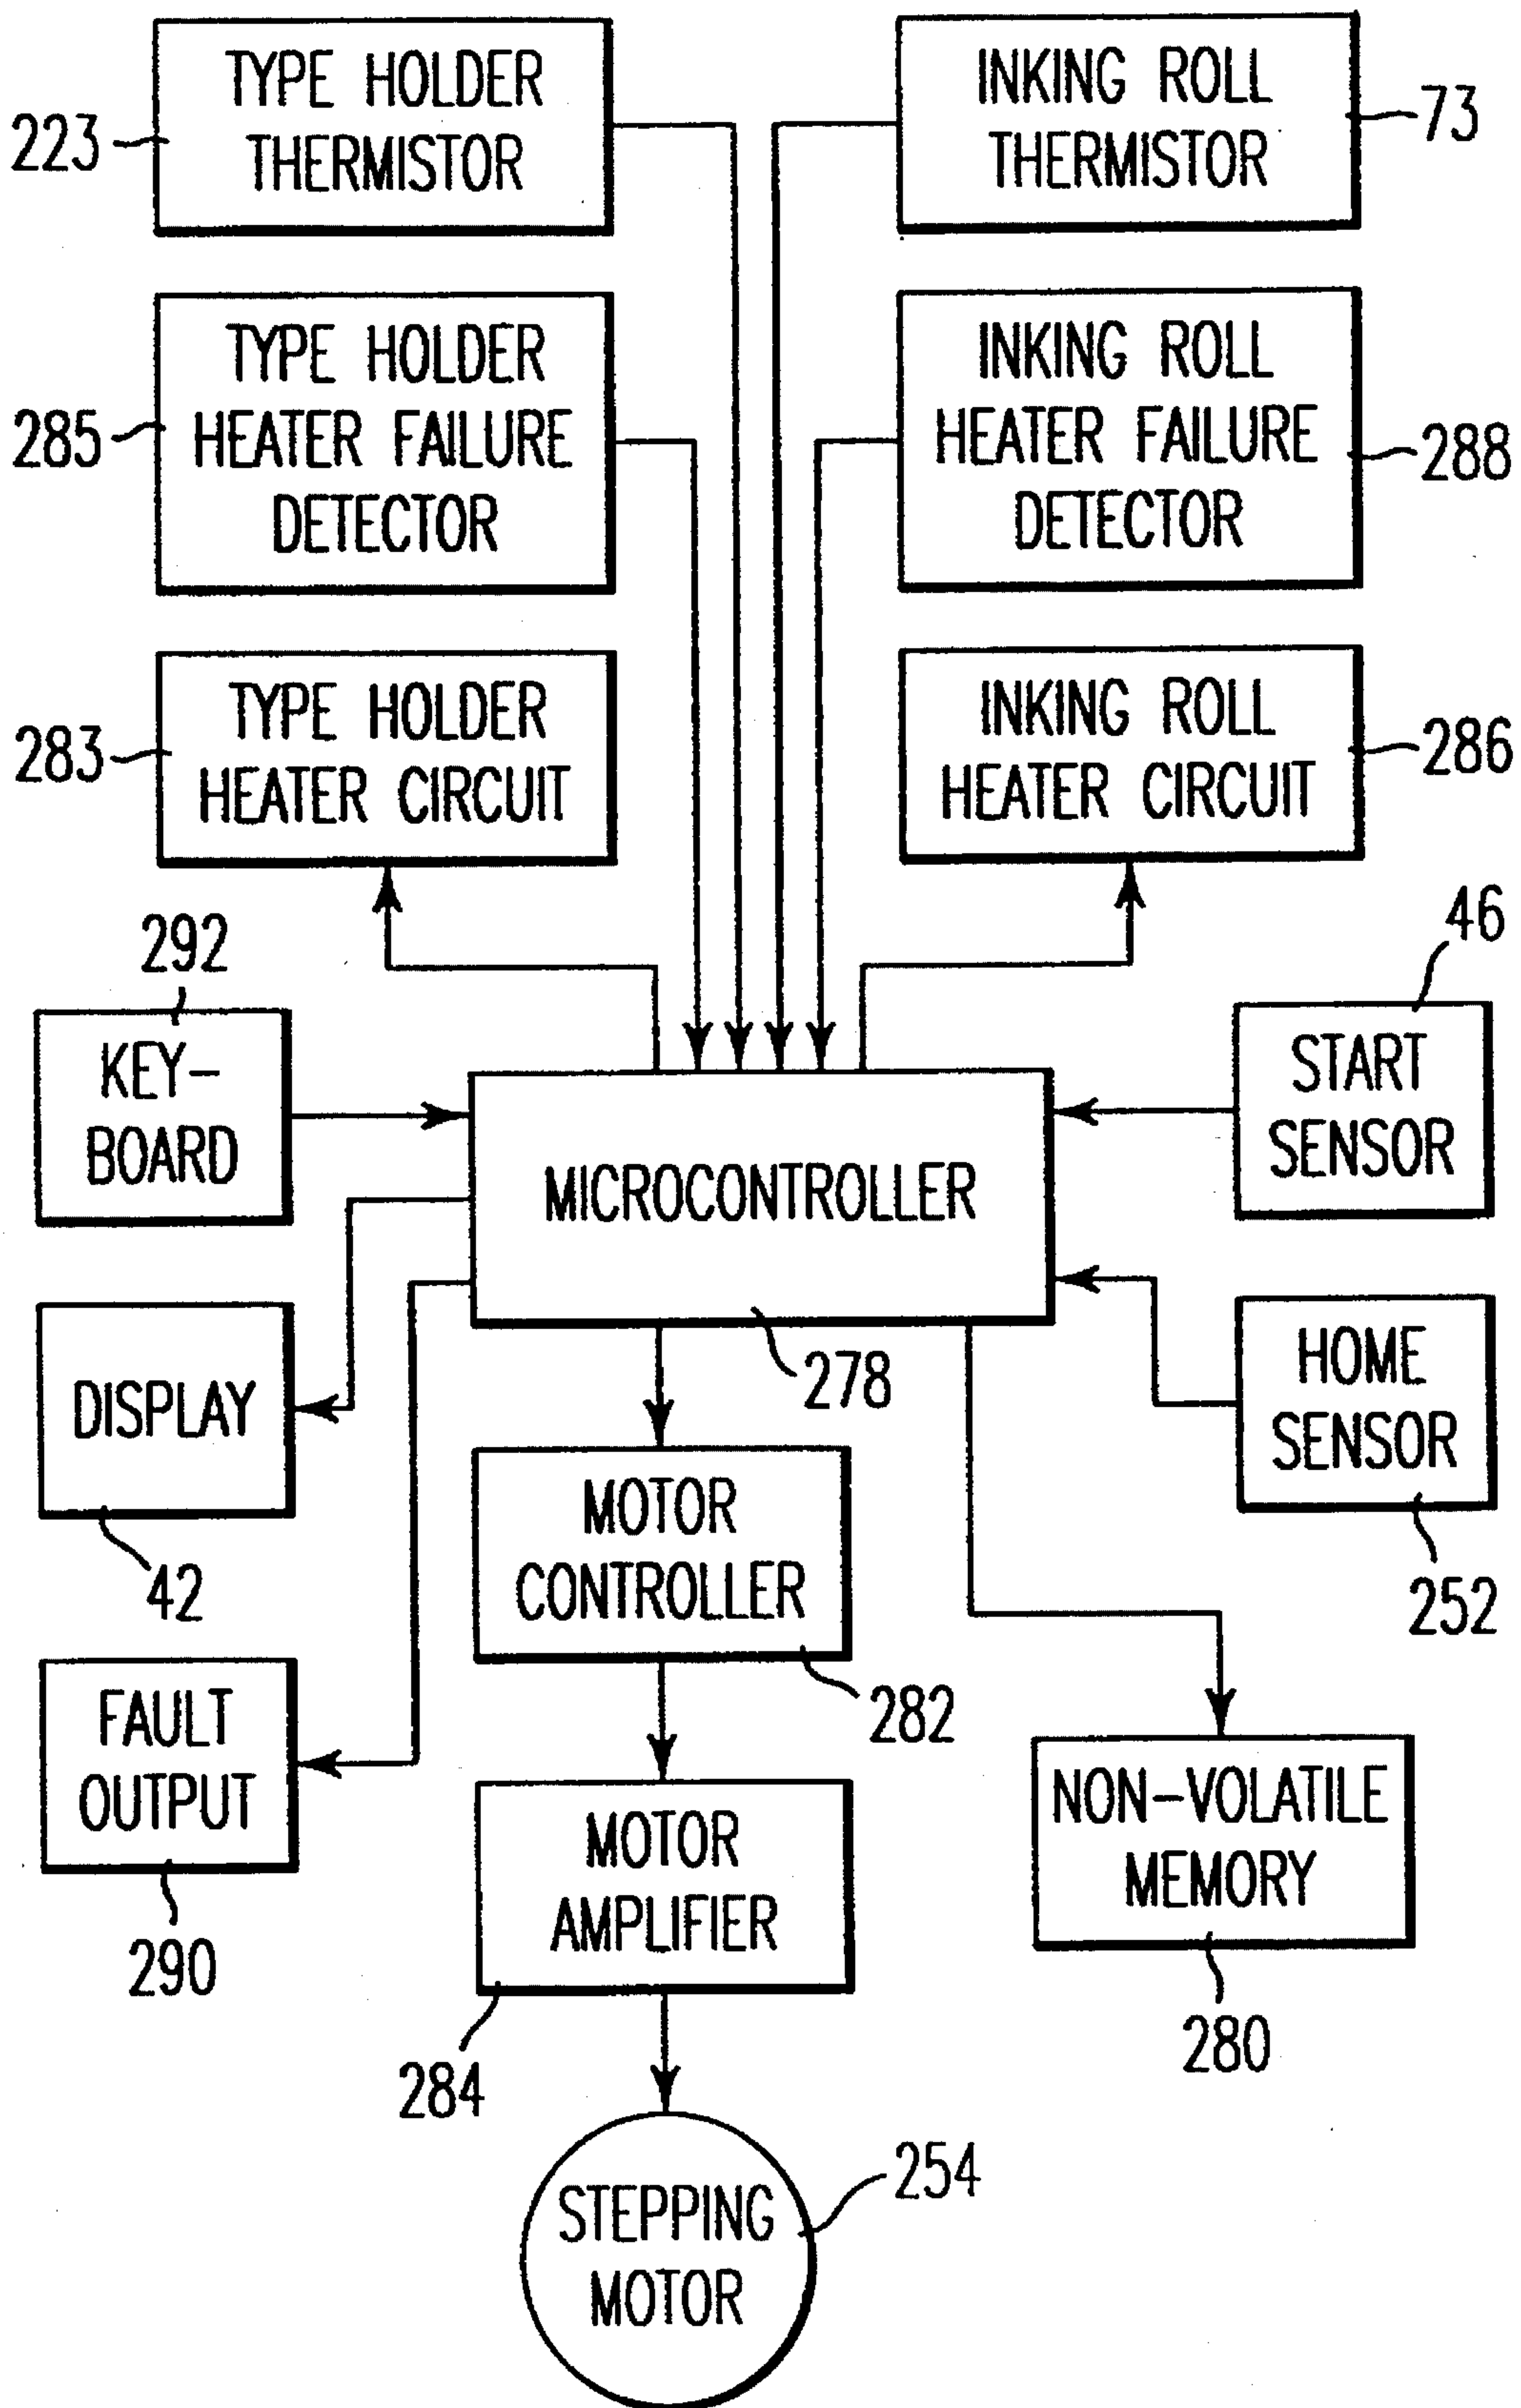 TYPE HOLDER
THERMISTOR
223
INKING ROLL
THERMISTOR
73
TYPE HOLDER
HEATER FAILURE
DETECTOR
285
INKING ROLL
HEATER FAILURE
DETECTOR
288
TYPE HOLDER
HEATER CIRCUIT
283
INKING ROLL
HEATER CIRCUIT
286
292
KEY-
BOARD
46
START
SENSOR
MICROCONTROLLER
278
DISPLAY
42
HOME
SENSOR
252
MOTOR
CONTROLLER
282
FAULT
OUTPUT
290
MOTOR
AMPLIFIER
284
NON-VOLATILE
MEMORY
280
STEPPING
MOTOR
254